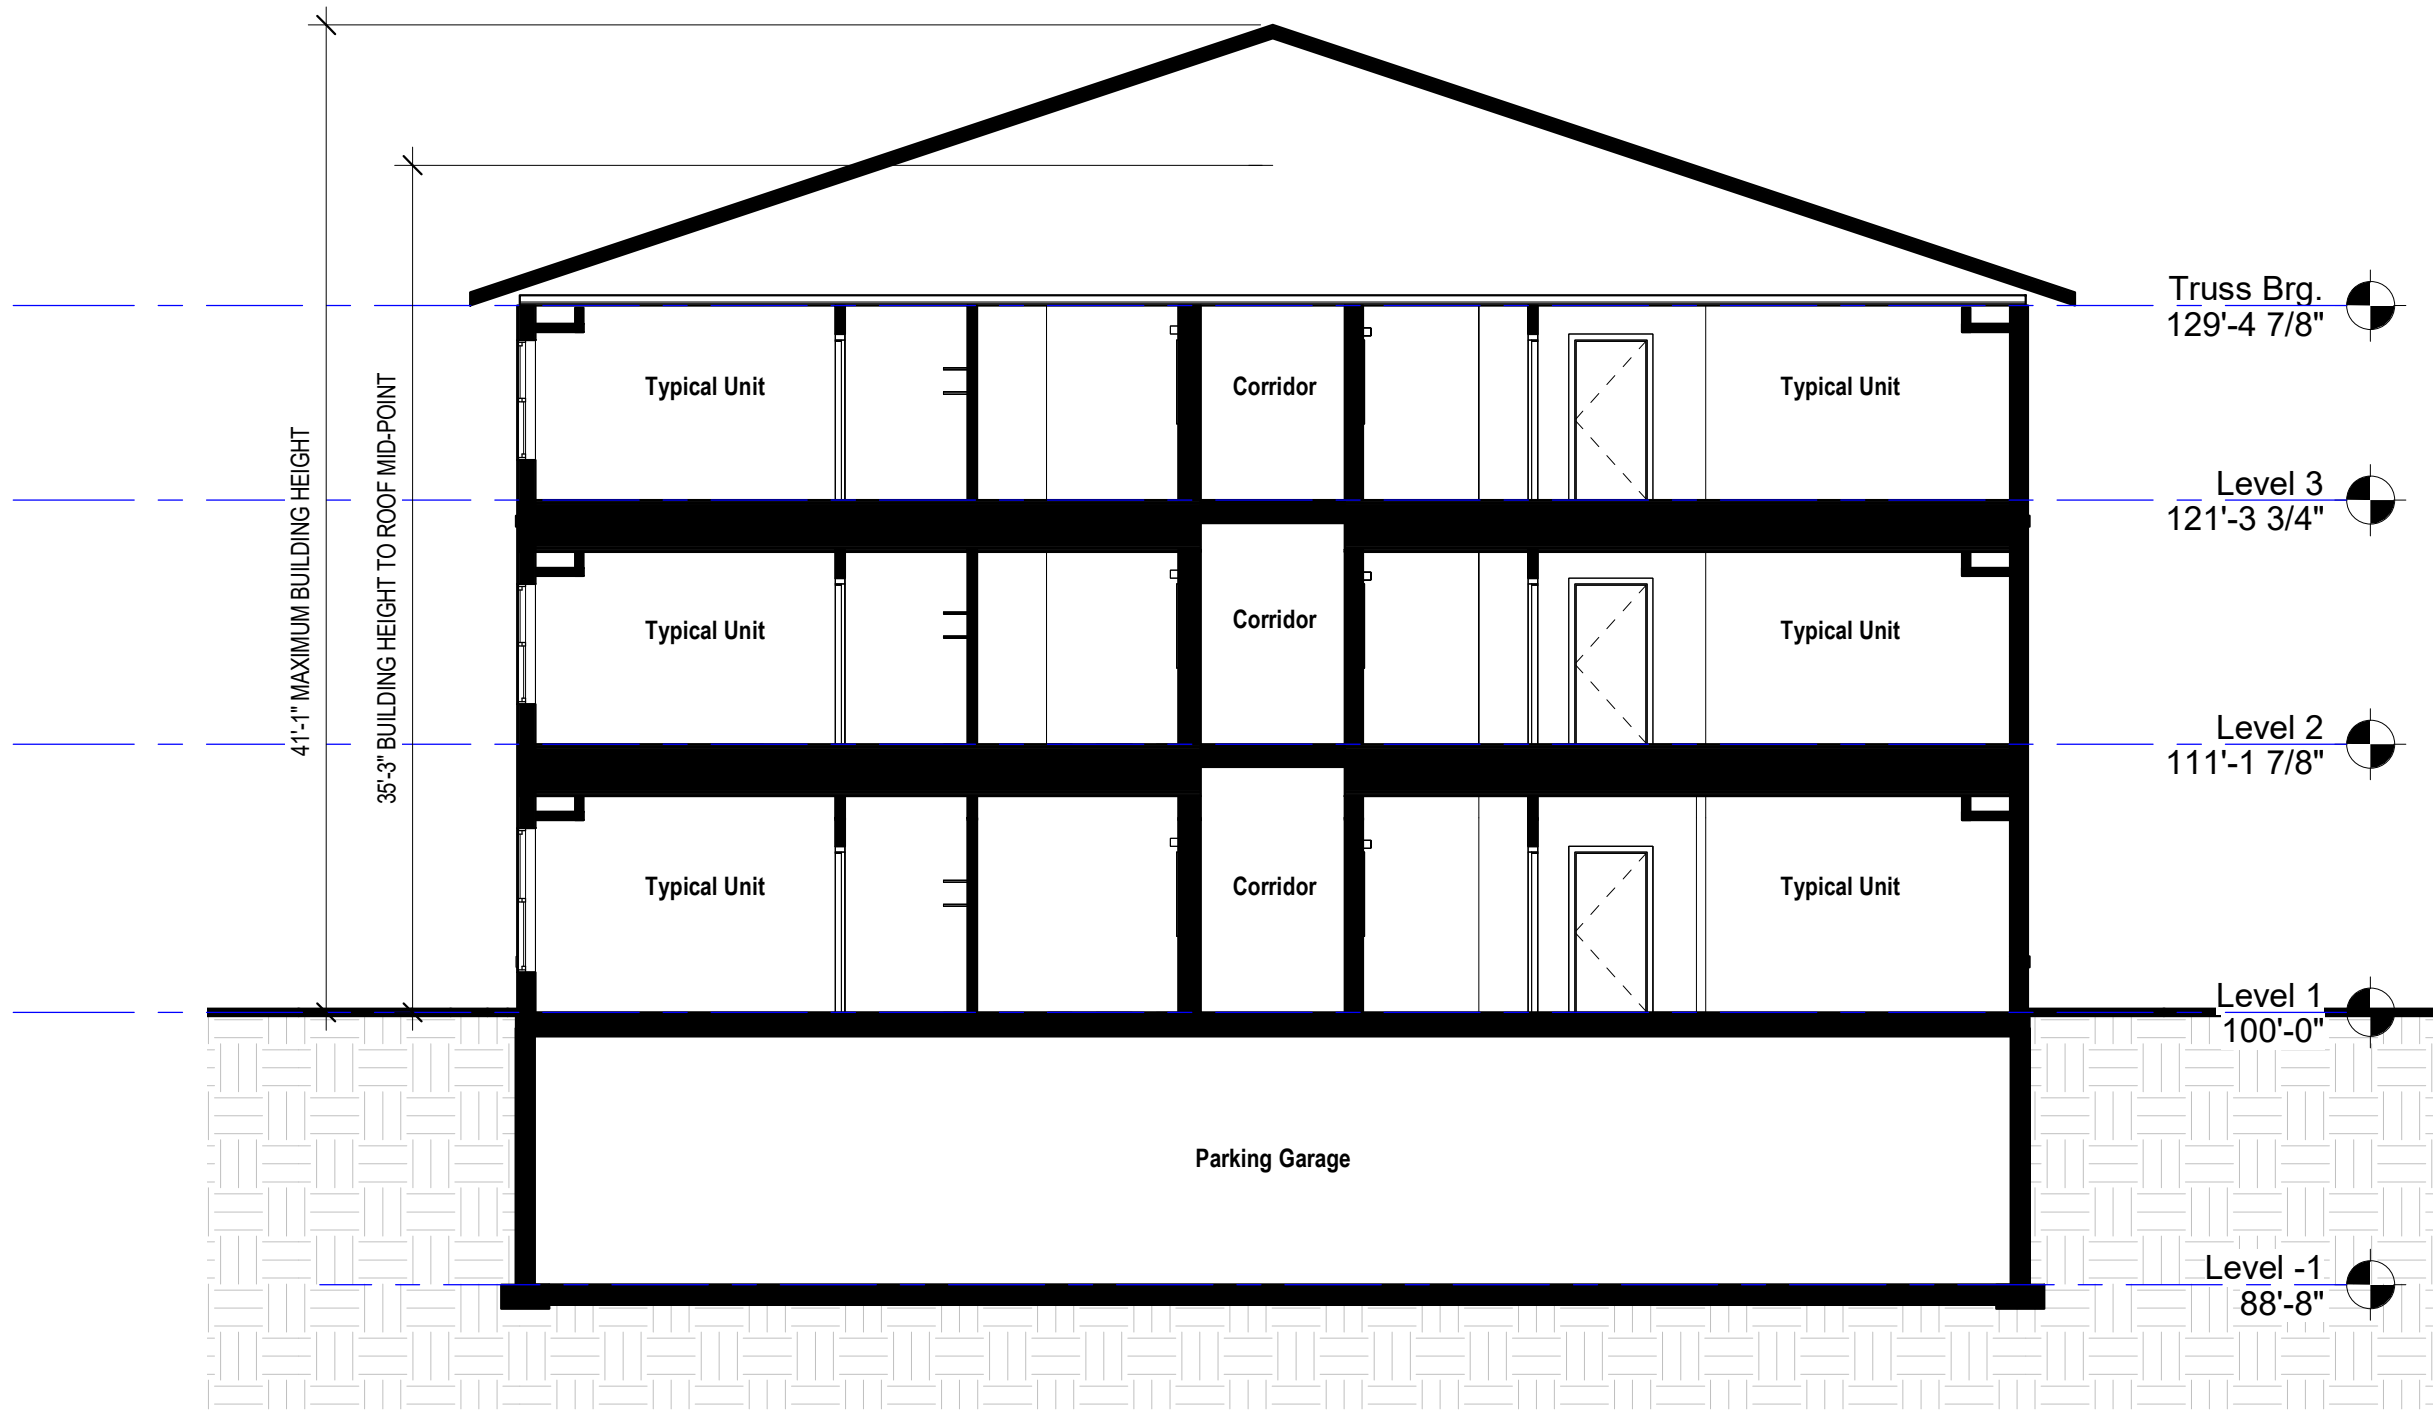 41'-1" MAXIMUM BUILDING HEIGHT
35'-3" BUILDING HEIGHT TO ROOF MID-POINT
Truss Brg.
129'-4 7/8"
Typical Unit
Corridor
Typical Unit
Level 3
121'-3 3/4"
Typical Unit
Corridor
Typical Unit
Level 2
111'-1 7/8"
Typical Unit
Corridor
Typical Unit
Level 1
100'-0"
Parking Garage
Level -1
88'-8"